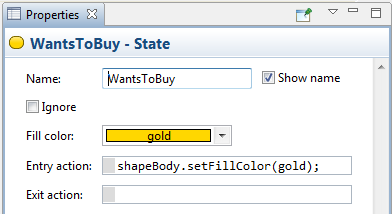 Properties
WantsToBuy - State
Name: WantsToBuy Show name
Ignore
Fill color: gold
Entry action: shapeBody.setFillColor(gold);
Exit action: